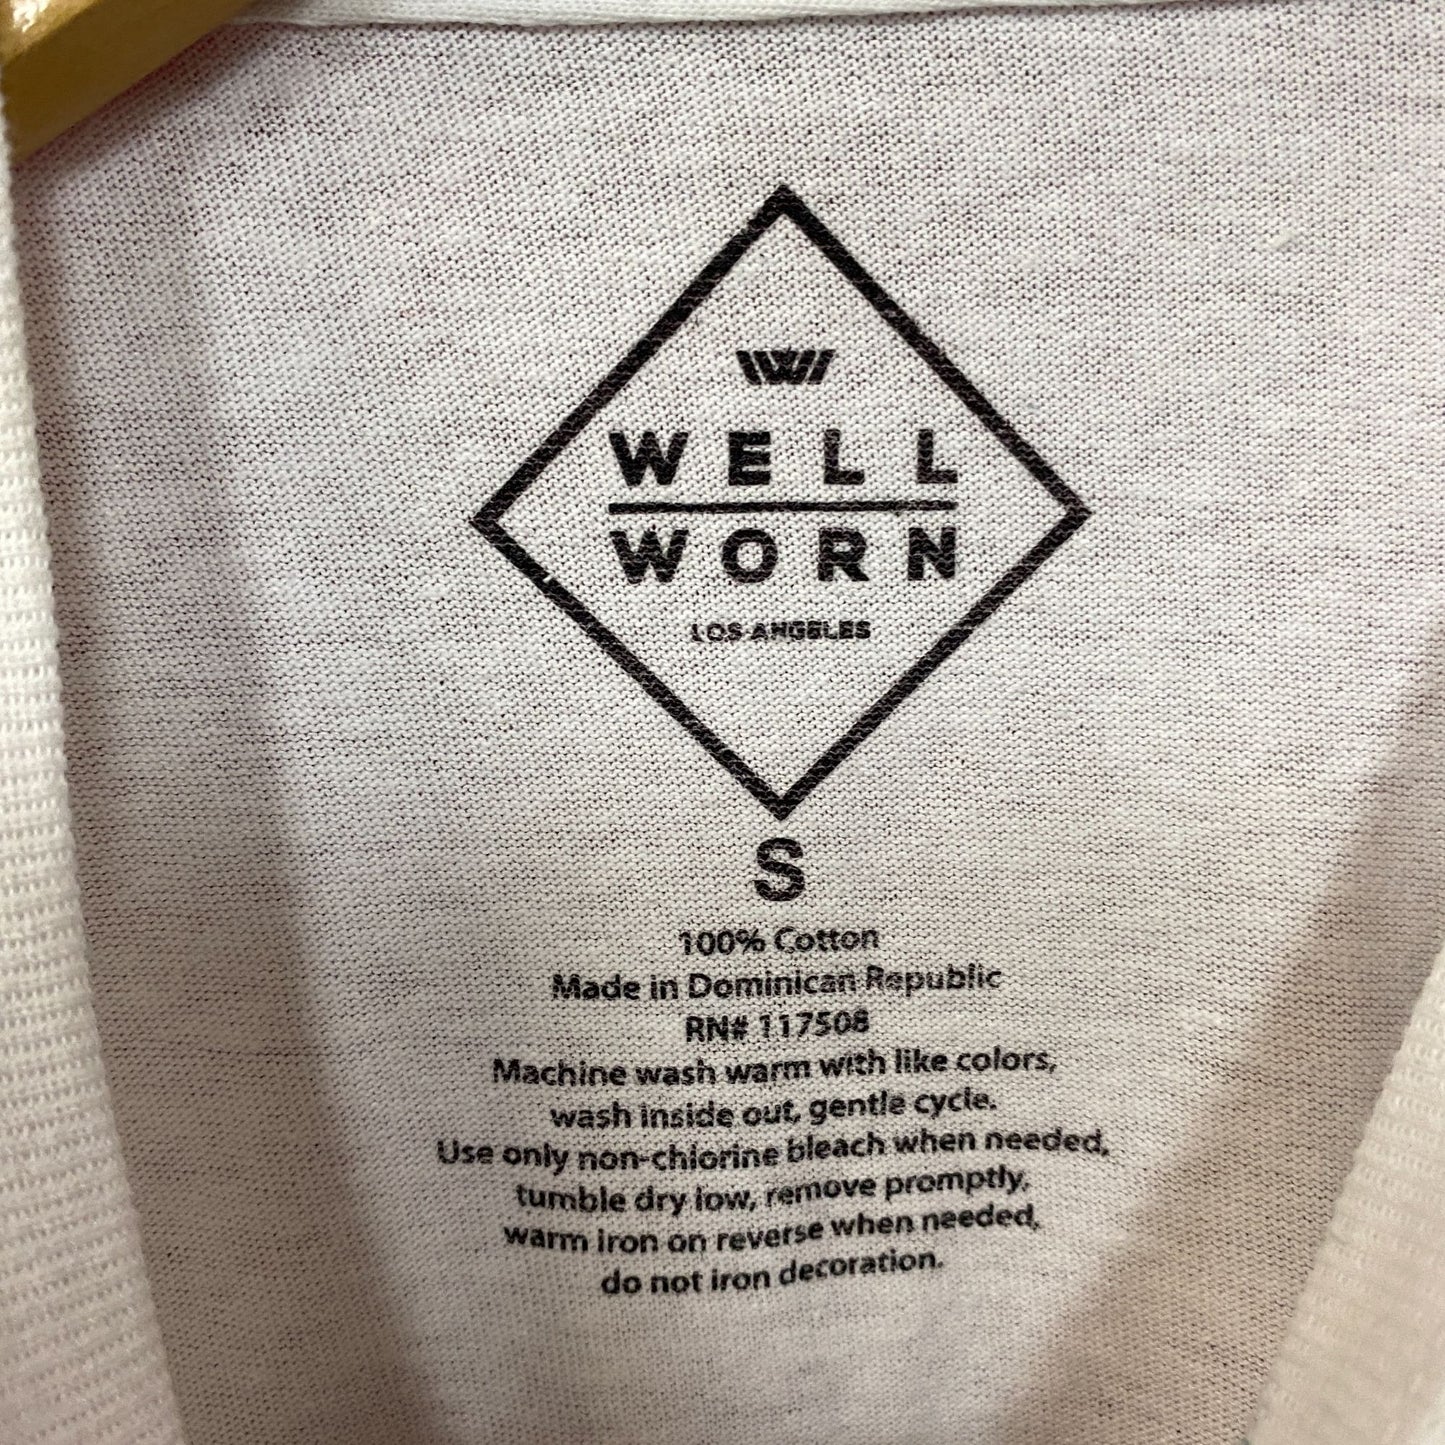 WELL
WORN
LOS ANGELES
S
100% Cotton
Made in Dominican Republic
RN# 117508
Machine wash warm with like colors,
wash inside out, gentle cycle.
Use only non-chlorine bleach when needed,
tumble dry low, remove promptly,
warm iron on reverse when needed,
do not iron decoration.